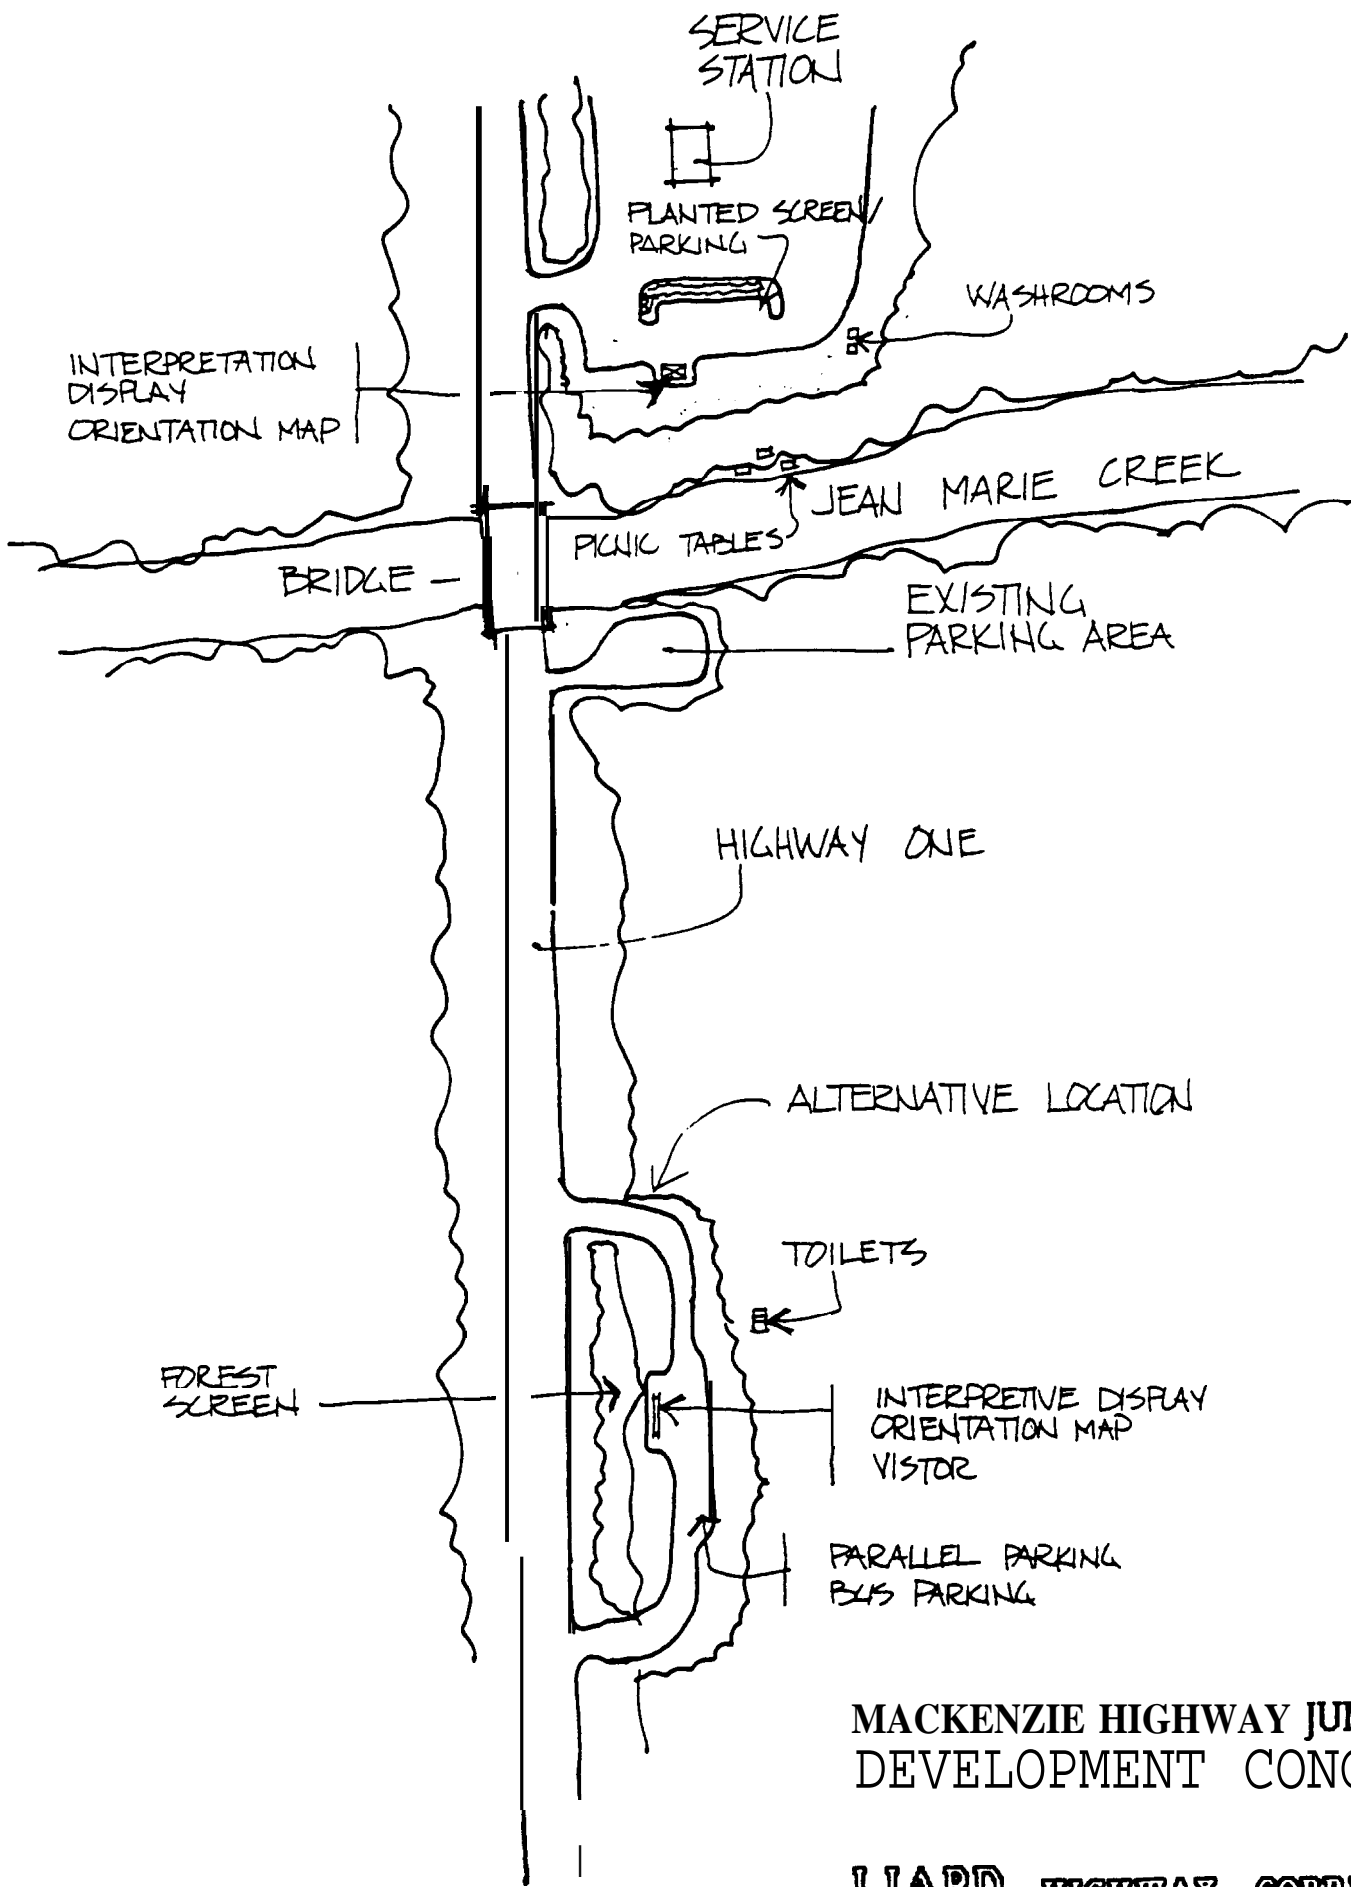 SERVICE
STATION
PLANTED SCREEN/
PARKING
WASHROOMS
INTERPRETATION
DISPLAY
ORIENTATION MAP
JEAN MARIE CREEK
PICNIC TABLES
BRIDGE
EXISTING
PARKING AREA
HIGHWAY ONE
ALTERNATIVE LOCATION
TOILETS
FOREST
SCREEN
INTERPRETIVE DISPLAY
ORIENTATION MAP
VISTOR
PARALLEL PARKING
BUS PARKING
MACKENZIE HIGHWAY
DEVELOPMENT
LIARD HIGHWAY